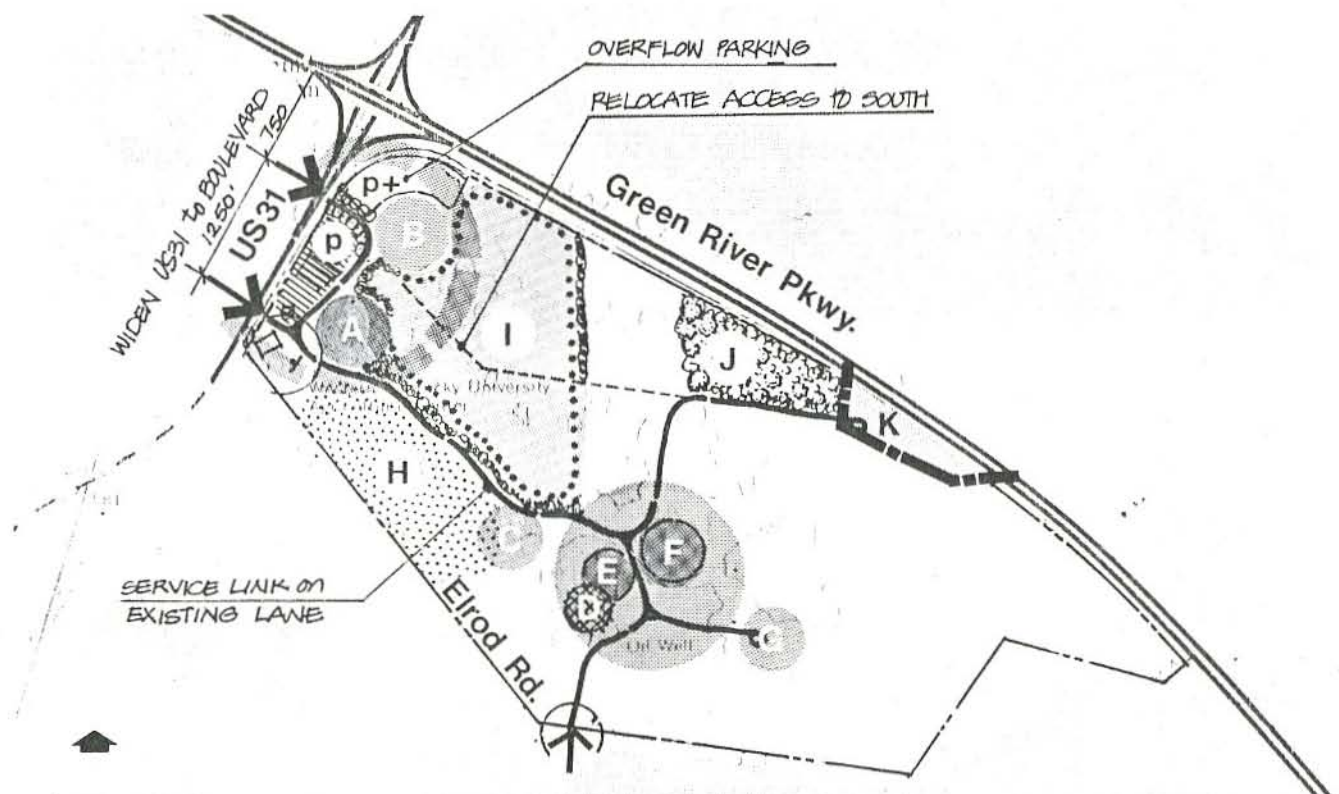 OVERFLOW PARKING
RELOCATE ACCESS TO SOUTH
WIDEN US31 to BOULEVARD
1250'
750
US31
Green River Pkwy.
p+
B
p
A
I
J
K
University
H
C
F
E
D
G
Oil Well
SERVICE LINK ON
EXISTING LANE
Elrod Rd.